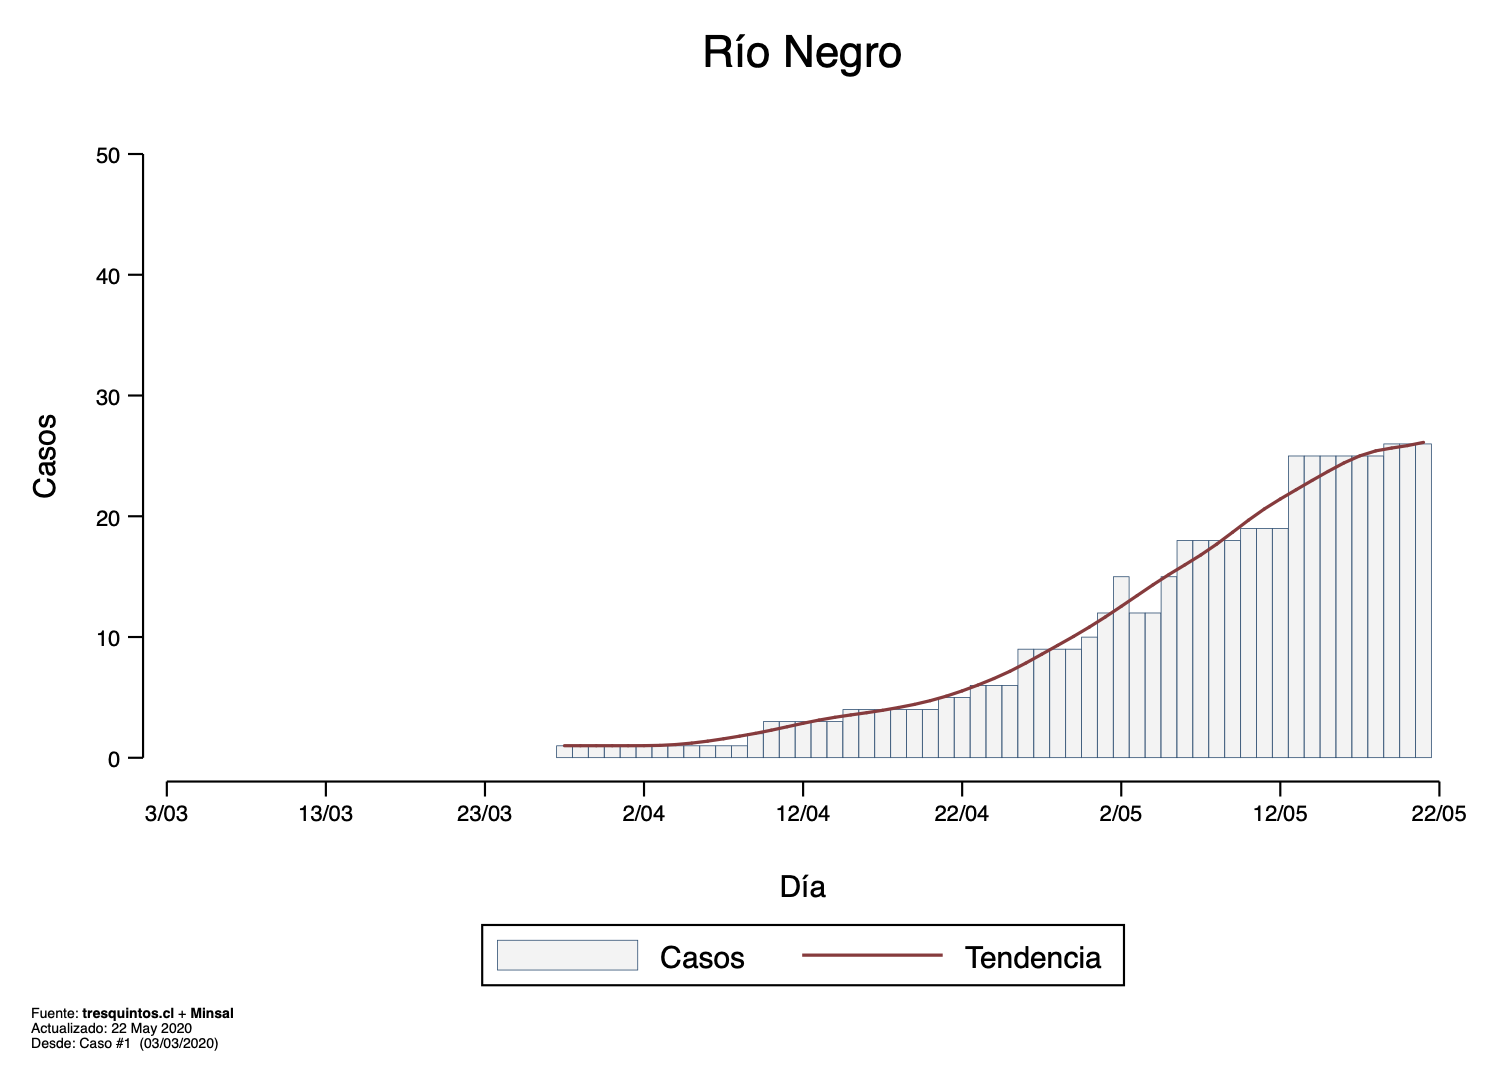 Río Negro
50
40
30
20
10
0
Casos
3/03
13/03
23/03
2/04
12/04
22/04
2/05
12/05
22/05
Día
Casos
Tendencia
Fuente: tresquintos.cl + Minsal
Actualizado: 22 May 2020
Desde: Caso #1 (03/03/2020)